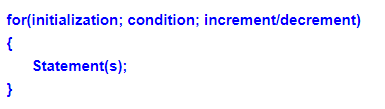 for(initialization; condition; increment/decrement)
{
Statement(s);
}